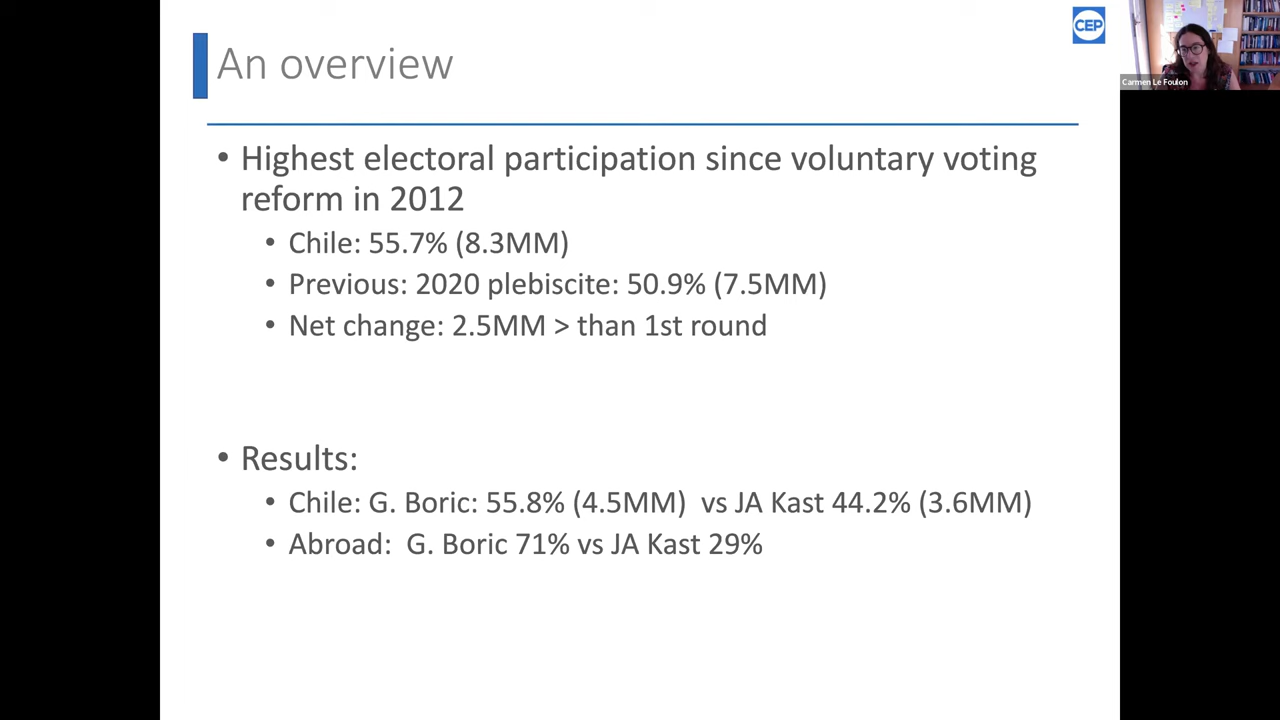 CEP
An overview
Carmen Le Foulon
• Highest electoral participation since voluntary voting
reform in 2012
• Chile: 55.7% (8.3MM)
• Previous: 2020 plebiscite: 50.9% (7.5MM)
• Net change: 2.5MM > than 1st round
• Results:
• Chile: G. Boric: 55.8% (4.5MM)  vs JA Kast 44.2% (3.6MM)
• Abroad:  G. Boric 71% vs JA Kast 29%